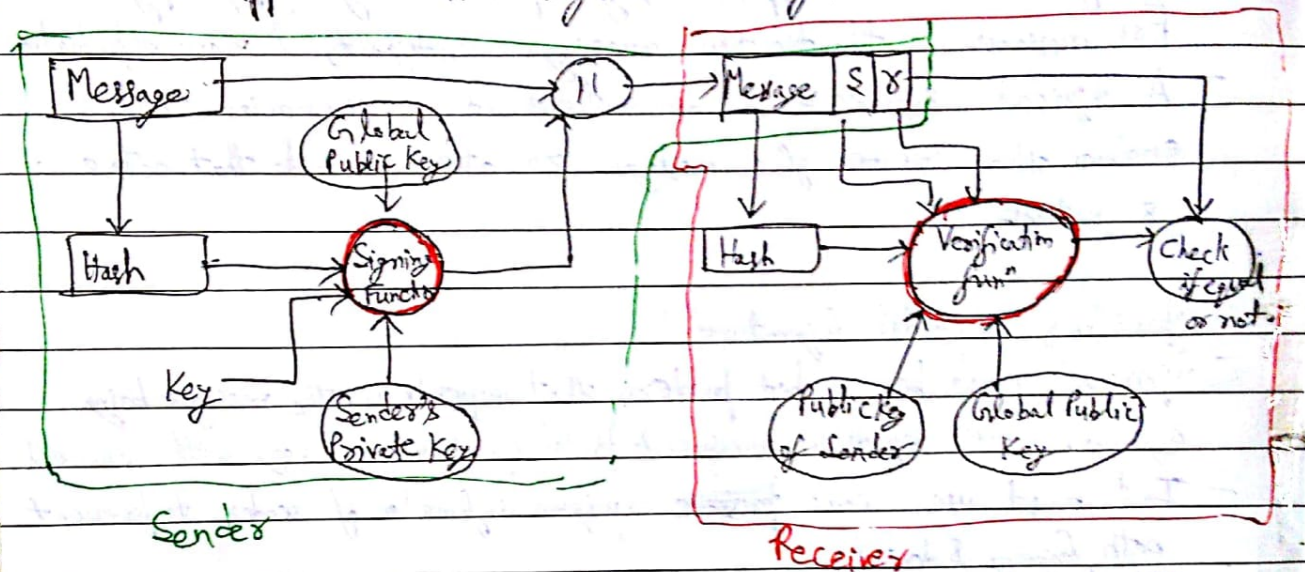 Message
||
Message S r
Global
Public Key
Hash
Signing
Functn
Hash
Verification
funⁿ
Check
if equal
or not.
Key
Sender's
Private Key
Public Key
of Sender
Global Public
Key
Sender
Receiver